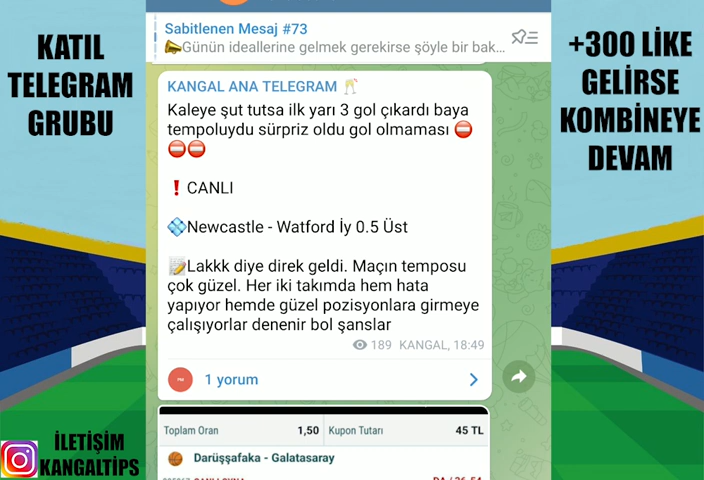 KATIL
TELEGRAM
GRUBU
Sabitlenen Mesaj #73
Günün ideallerine gelmek gerekirse şöyle bir bak...
+300 LİKE
GELİRSE
KOMBİNEYE
DEVAM
KANGAL ANA TELEGRAM
Kaleye şut tutsa ilk yarı 3 gol çıkardı baya
tempoluydu sürpriz oldu gol olmaması ⛔
⛔⛔
❗CANLI
💠Newcastle - Watford İy 0.5 Üst
📝Lakkk diye direk geldi. Maçın temposu
çok güzel. Her iki takımda hem hata
yapıyor hemde güzel pozisyonlara girmeye
çalışıyorlar denenir bol şanslar
189 KANGAL, 18:49
1 yorum
Toplam Oran 1,50 Kupon Tutarı 45 TL
Darüşşafaka - Galatasaray
İLETİŞİM
KANGALTİPS